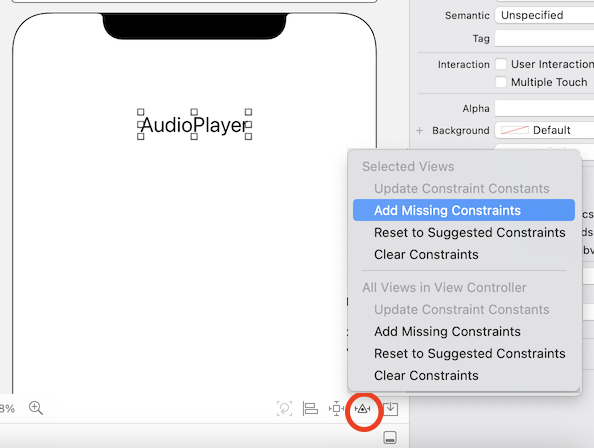 Semantic Unspecified
Tag
Interaction User Interaction
Multiple Touch
Alpha
+ Background Default
AudioPlayer
Selected Views
Update Constraint Constants
Add Missing Constraints
Reset to Suggested Constraints
Clear Constraints
All Views in View Controller
Update Constraint Constants
Add Missing Constraints
Reset to Suggested Constraints
Clear Constraints
8%